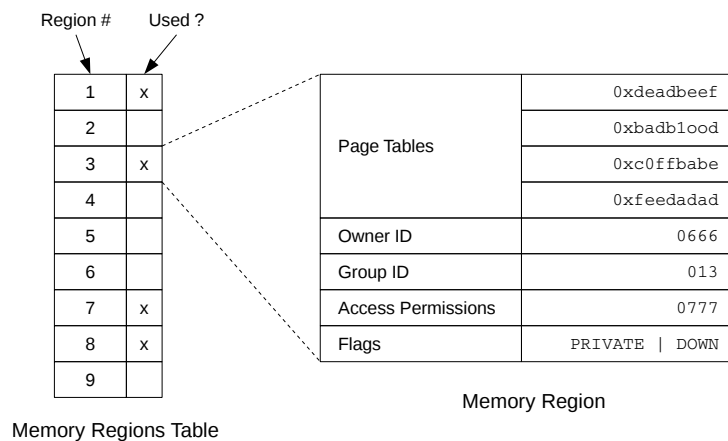 Region # Used ?
1 x
2
3 x
4
5
6
7 x
8 x
9
Memory Regions Table
Page Tables
0xdeadbeef
0xbadb1ood
0xc0ffbabe
0xfeedadad
Owner ID 0666
Group ID 013
Access Permissions 0777
Flags PRIVATE | DOWN
Memory Region